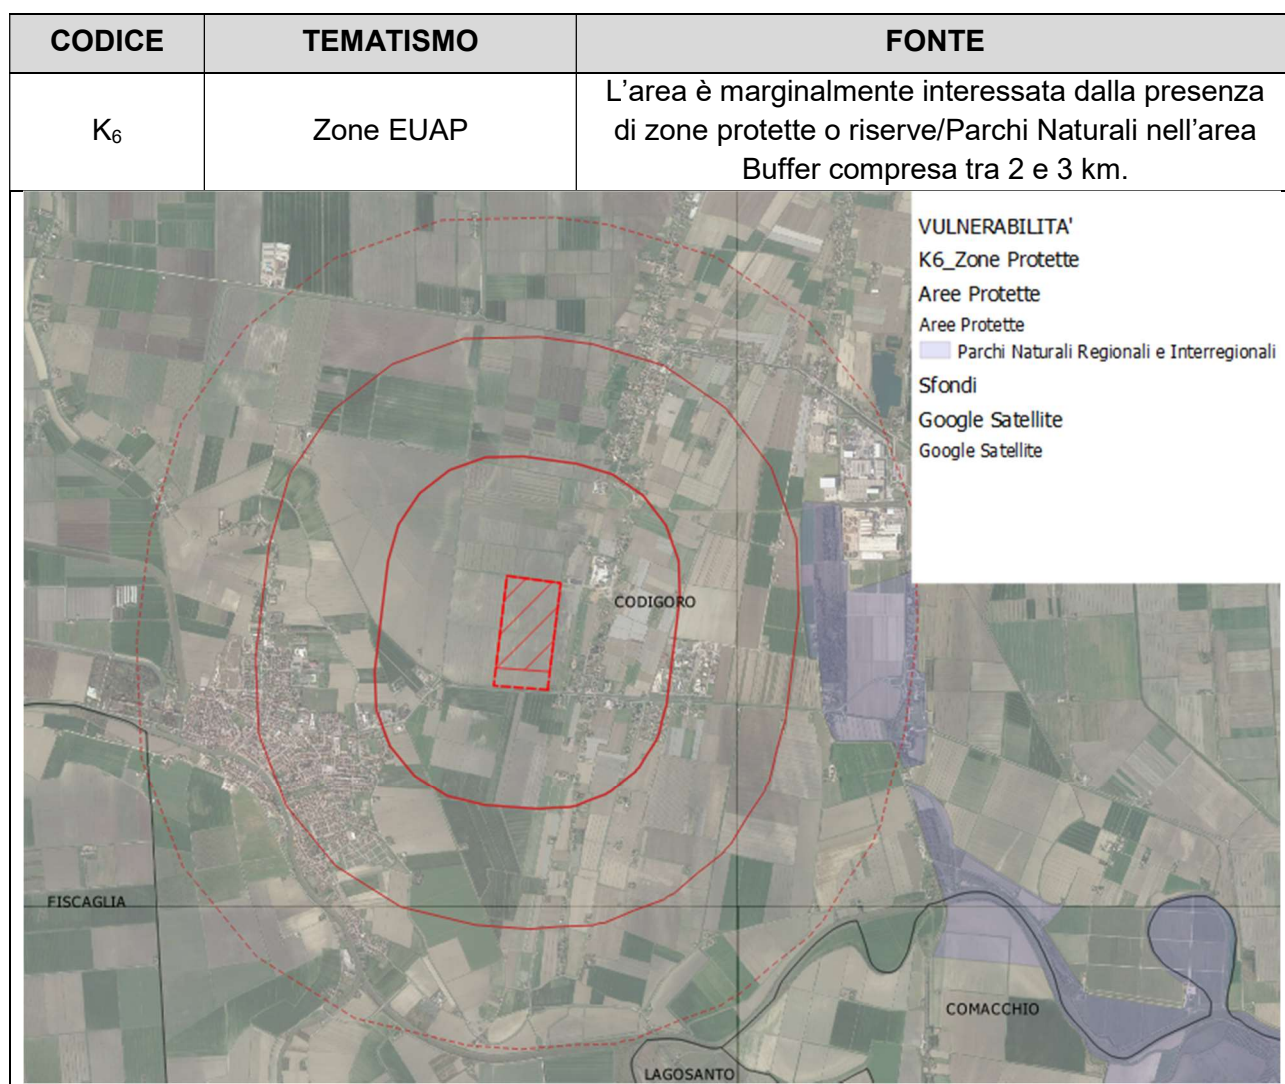 CODICE TEMATISMO FONTE
K₆ Zone EUAP L’area è marginalmente interessata dalla presenza
di zone protette o riserve/Parchi Naturali nell’area
Buffer compresa tra 2 e 3 km.
VULNERABILITA'
K6_Zone Protette
Aree Protette
Aree Protette
Parchi Naturali Regionali e Interregionali
Sfondi
Google Satellite
Google Satellite
CODIGORO
FISCAGLIA
COMACCHIO
LAGOSANTO